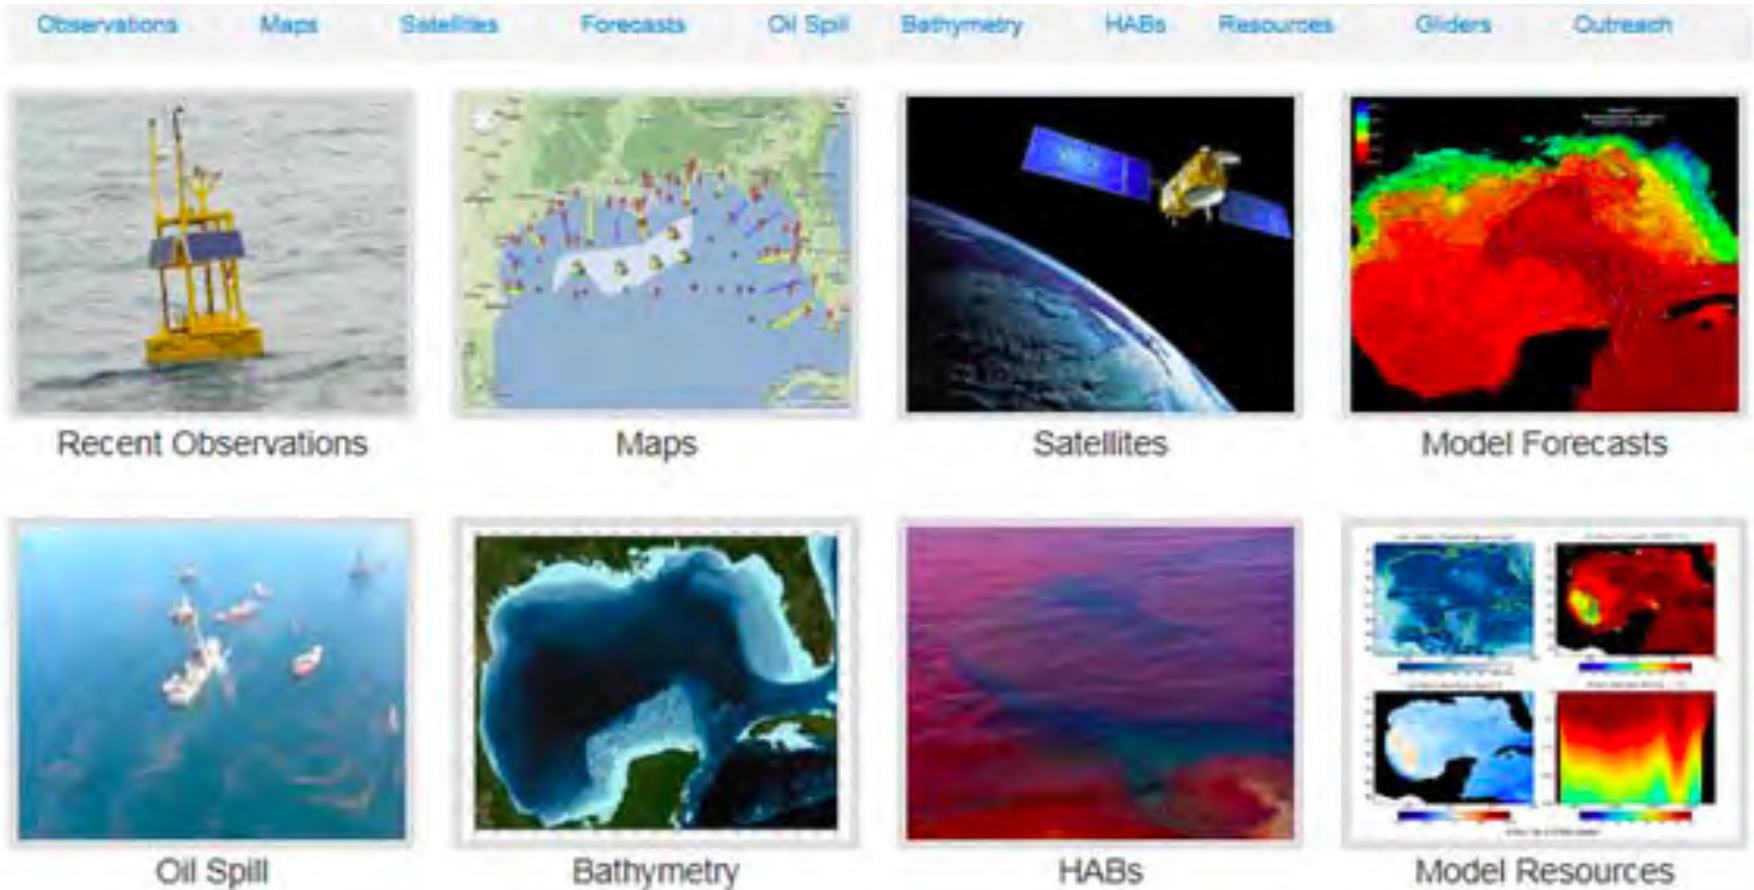 Observations Maps Satellites Forecasts Oil Spill Bathymetry HABs Resources Gliders Outreach
Recent Observations Maps Satellites Model Forecasts
Oil Spill Bathymetry HABs Model Resources